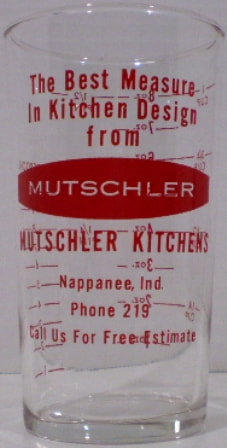 The Best Measure
In Kitchen Design
from
MUTSCHLER
MUTSCHLER KITCHENS
Nappanee, Ind.
Phone 219
Call Us For Free Estimate